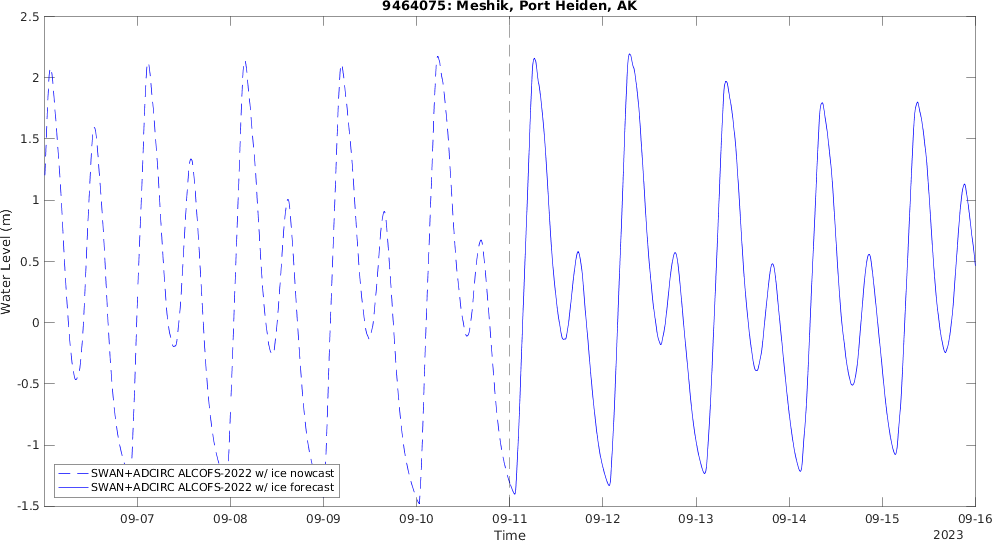 9464075: Meshik, Port Heiden, AK
2.5
2
1.5
1
0.5
0
-0.5
-1
-1.5
Water Level (m)
SWAN+ADCIRC ALCOFS-2022 w/ ice nowcast
SWAN+ADCIRC ALCOFS-2022 w/ ice forecast
09-07 09-08 09-09 09-10 09-11 09-12 09-13 09-14 09-15 09-16
Time
2023